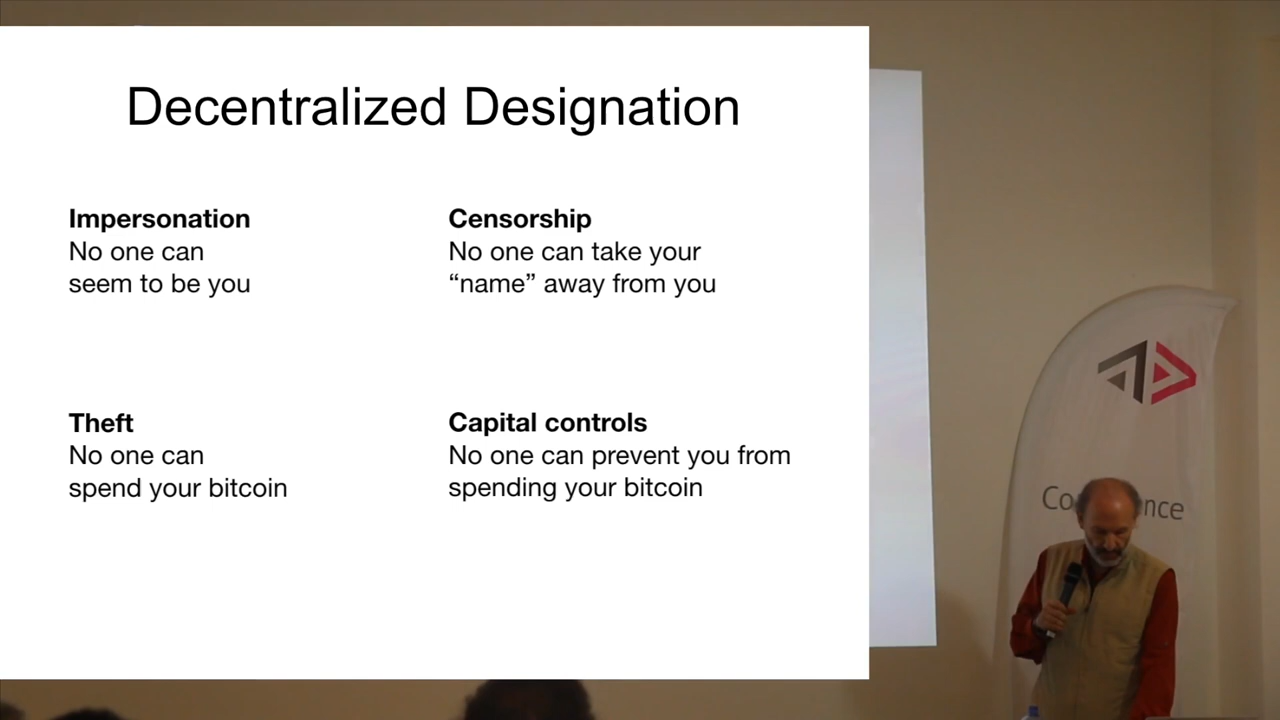 Decentralized Designation
Impersonation
No one can
seem to be you
Censorship
No one can take your
“name” away from you
Theft
No one can
spend your bitcoin
Capital controls
No one can prevent you from
spending your bitcoin